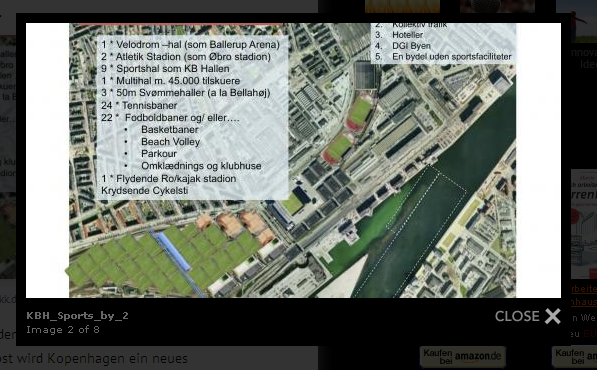 1 * Velodrom –hal (som Ballerup Arena)
2 * Atletik Stadion (som Øbro stadion)
9 * Sportshal som KB Hallen
1 * Multihal m. 45.000 tilskuere
3 * 50m Svømmehaller (a la Bellahøj)
24 * Tennisbaner
22 * Fodboldbaner og/ eller….
• Basketbaner
• Beach Volley
• Parkour
• Omklædnings og klubhuse
1 * Flydende Ro/kajak stadion
Krydsende Cykelsti
2. Kollektiv trafik
3. Hoteller
4. DGI Byen
5. En bydel uden sportsfaciliteter
KBH_Sports_by_2
Image 2 of 8
CLOSE
ost wird Kopenhagen ein neues
Kaufen
bei amazon.de
Kaufen
bei